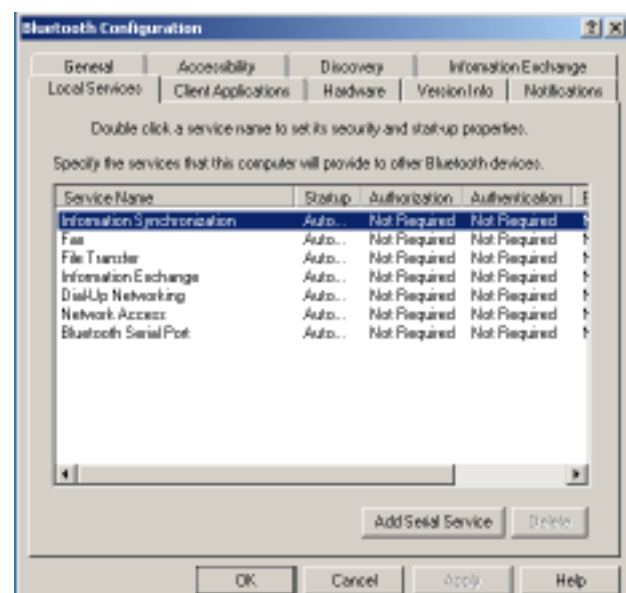 Bluetooth Configuration
General Accessibility Discovery Information Exchange
Local Services Client Applications Hardware Version Info Notifications
Double click a service name to set its security and start-up properties.
Specify the services that this computer will provide to other Bluetooth devices.
Service Name Startup Authorization Authentication E
Information Synchronization Auto... Not Required Not Required N
Fax Auto... Not Required Not Required N
File Transfer Auto... Not Required Not Required N
Information Exchange Auto... Not Required Not Required N
Dial-Up Networking Auto... Not Required Not Required N
Network Access Auto... Not Required Not Required N
Bluetooth Serial Port Auto... Not Required Not Required N
Add Serial Service Delete
OK Cancel Apply Help